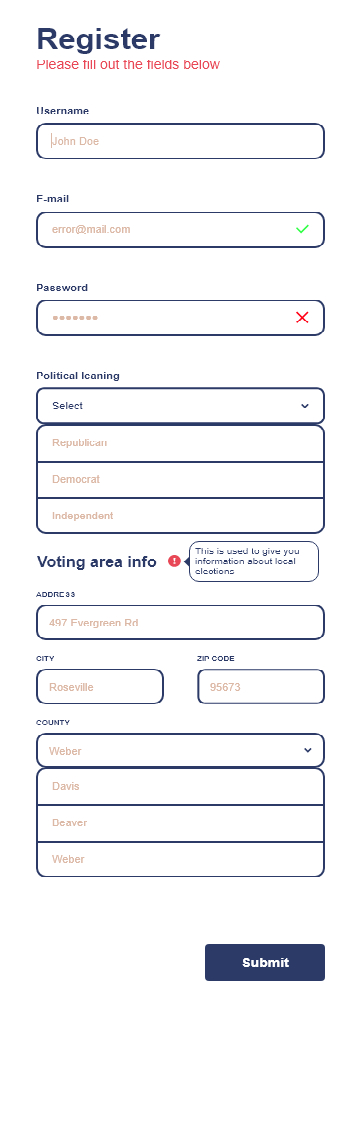 Register
Please fill out the fields below
Username
John Doe
E-mail
error@mail.com
Password
Political leaning
Select
Republican
Democrat
Independent
Voting area info
This is used to give you
information about local
elections
ADDRESS
497 Evergreen Rd
CITY
ZIP CODE
Roseville
95673
COUNTY
Weber
Davis
Beaver
Weber
Submit